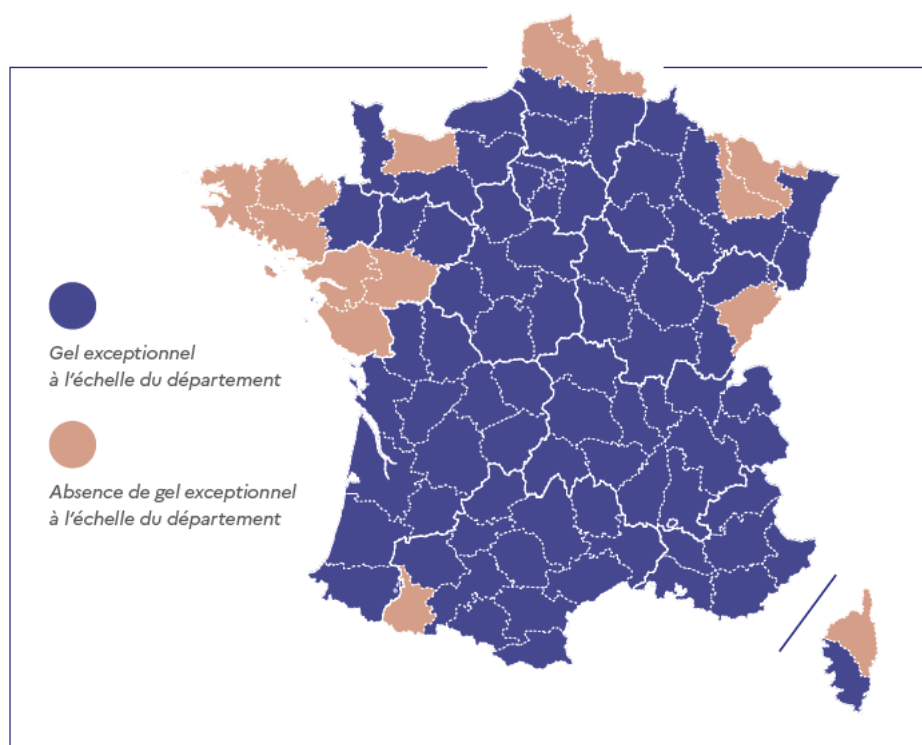 Gel exceptionnel
à l'échelle du département
Absence de gel exceptionnel
à l'échelle du département